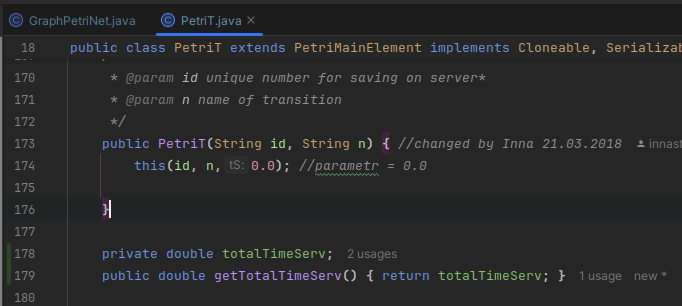 GraphPetriNet.java PetriT.java
18 public class PetriT extends PetriMainElement implements Cloneable, Serializab
170 * @param id unique number for saving on server*
171 * @param n name of transition
172 */
173 public PetriT(String id, String n) { //changed by Inna 21.03.2018 innast
174 this(id, n, tS: 0.0); //parametr = 0.0
175
176 }
177
178 private double totalTimeServ; 2 usages
179 public double getTotalTimeServ() { return totalTimeServ; } 1 usage new *
180